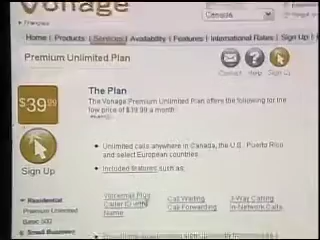 Vonage
Français
Canada
Home | Products | Services | Availability | Features | International Rates | Sign Up |
Premium Unlimited Plan
Contact Help Sign Up
$39.99
The Plan
The Vonage Premium Unlimited Plan offers the following for the
low price of $39.99 a month.
Unlimited calls anywhere in Canada, the U.S., Puerto Rico
and select European countries.
Included features such as:
Sign Up
Voicemail Plus Call Waiting 3-Way Calling
Caller ID with Call Forwarding In-Network Calls
Name
Residential
Premium Unlimited
Basic 500
Small Business